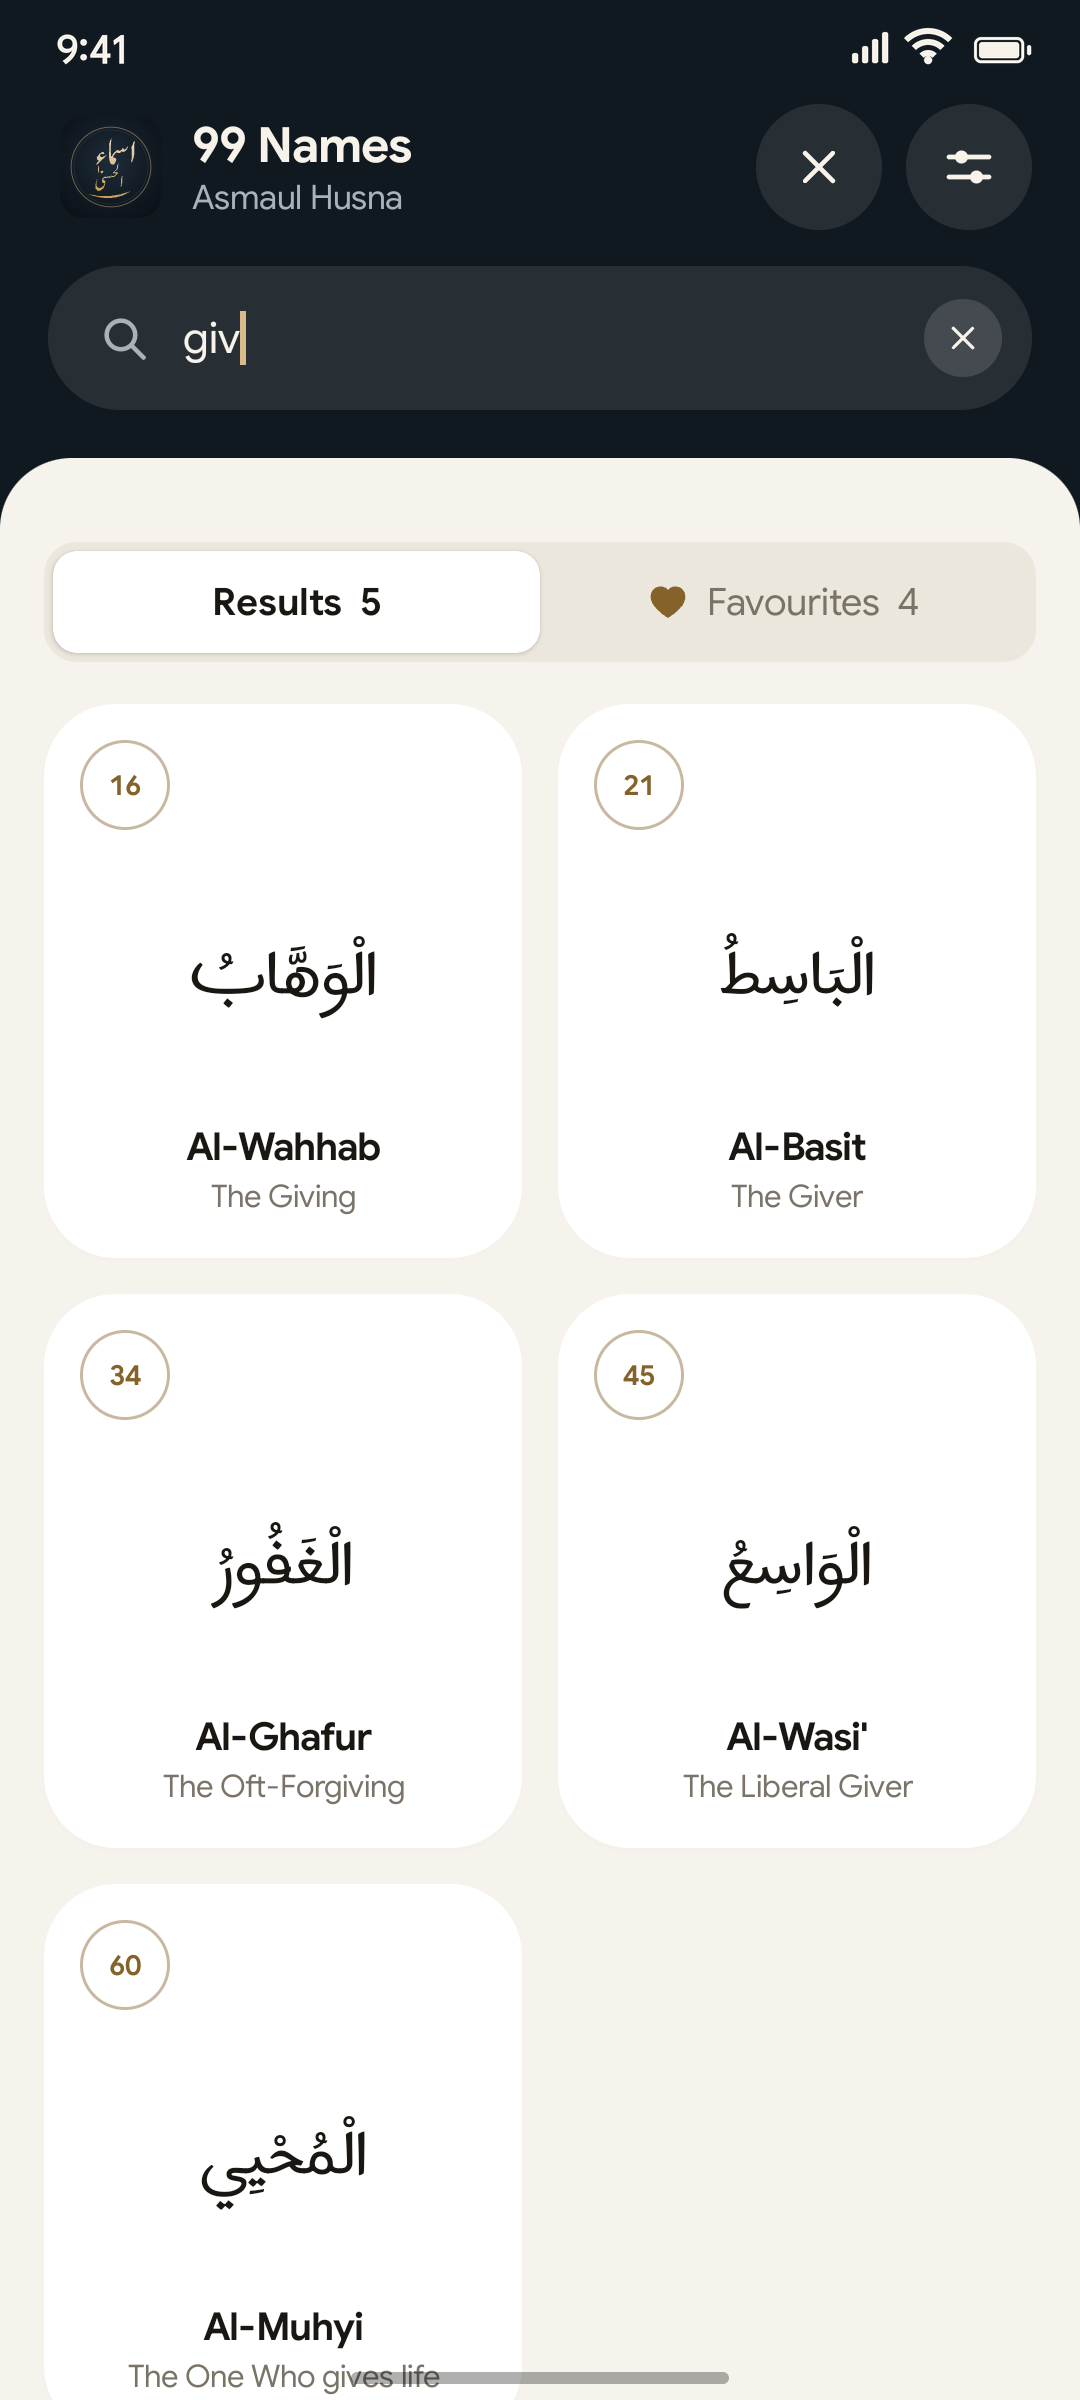 9:41
اسماء
الحسنى
99 Names
Asmaul Husna
giv
Results 5
Favourites 4
16
الْوَهَّابُ
Al-Wahhab
The Giving
21
الْبَاسِطُ
Al-Basit
The Giver
34
الْغَفُورُ
Al-Ghafur
The Oft-Forgiving
45
الْوَاسِعُ
Al-Wasi'
The Liberal Giver
60
الْمُحْيِي
Al-Muhyi
The One Who gives life